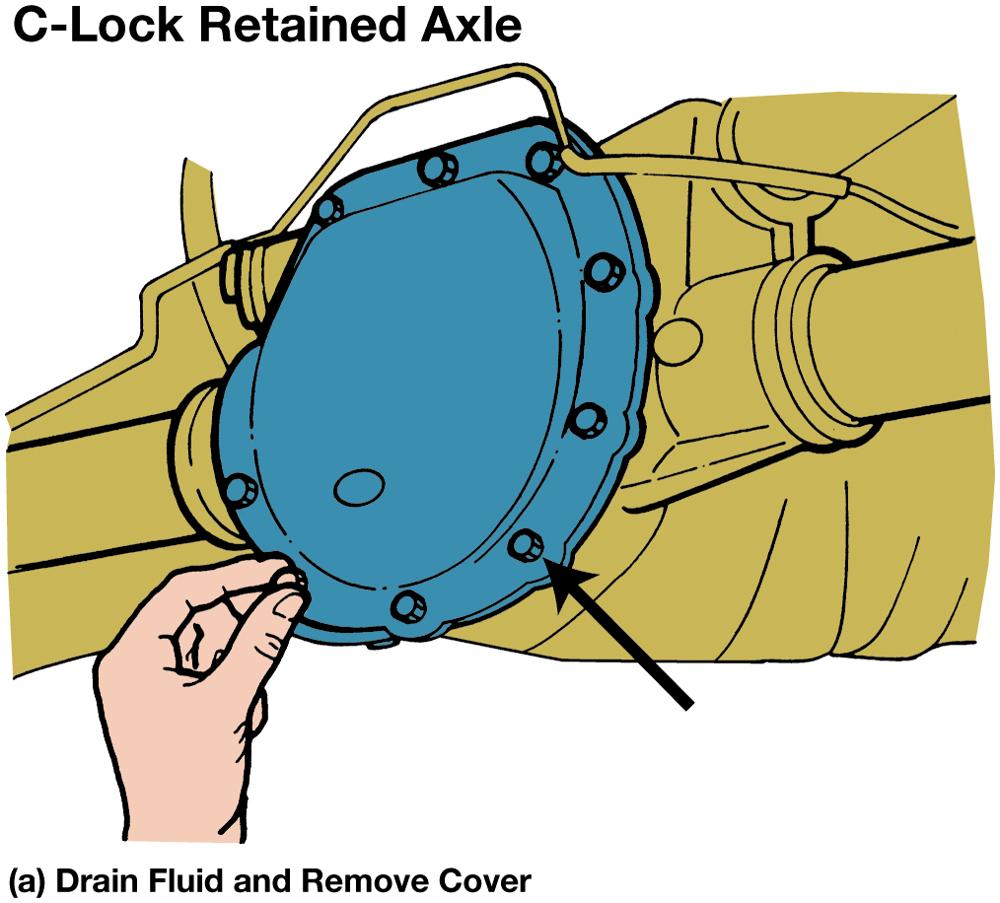 C-Lock Retained Axle
(a) Drain Fluid and Remove Cover